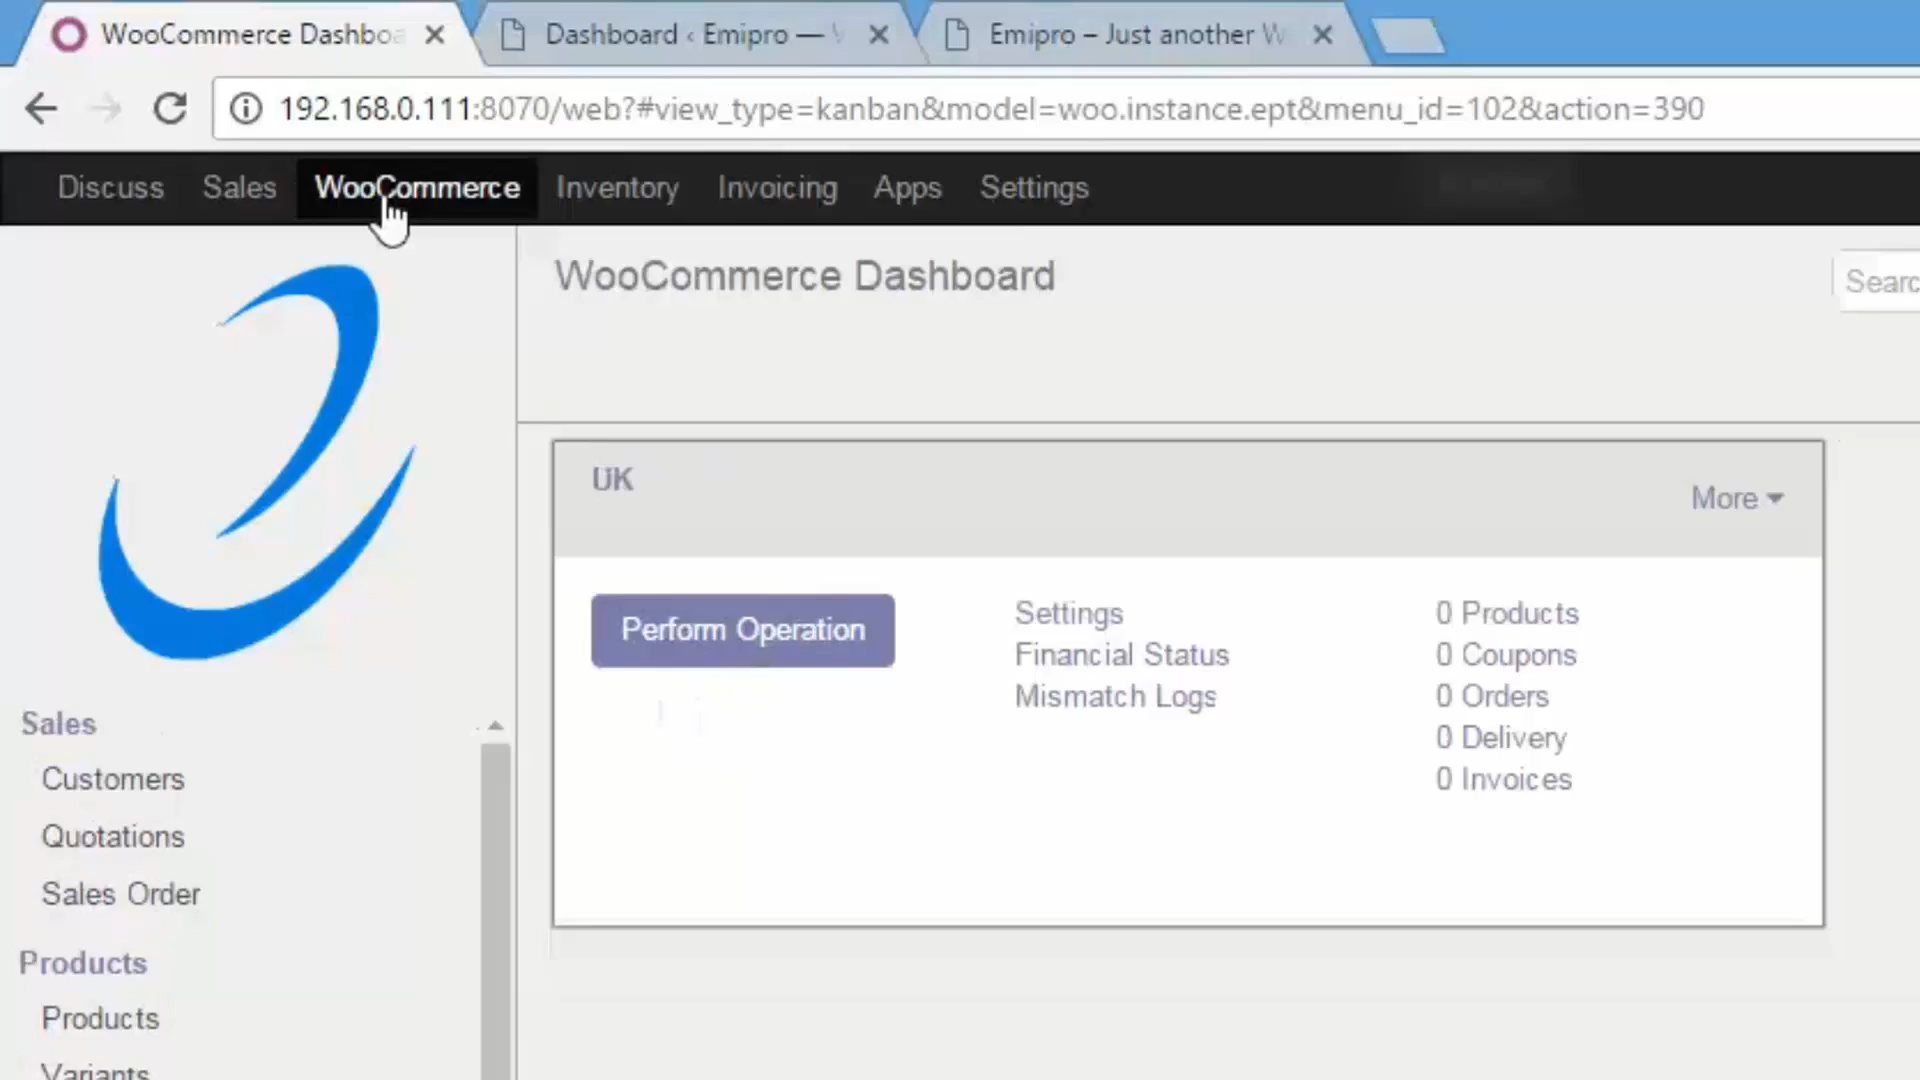 WooCommerce Dashboa
Dashboard ‹ Emipro —
Emipro – Just another W
192.168.0.111:8070/web?#view_type=kanban&model=woo.instance.ept&menu_id=102&action=390
Discuss Sales WooCommerce Inventory Invoicing Apps Settings
WooCommerce Dashboard
Searc
UK
More
Perform Operation
Settings
Financial Status
Mismatch Logs
0 Products
0 Coupons
0 Orders
0 Delivery
0 Invoices
Sales
Customers
Quotations
Sales Order
Products
Products
Variants